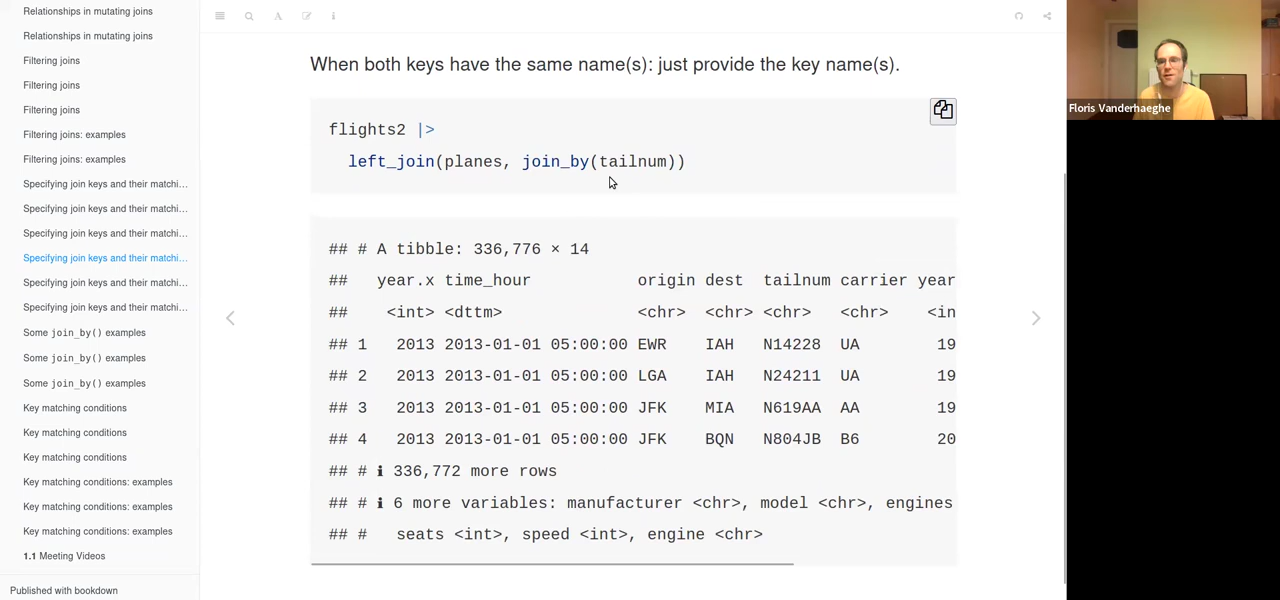 Relationships in mutating joins
Relationships in mutating joins
Filtering joins
Filtering joins
Filtering joins
Filtering joins: examples
Filtering joins: examples
Specifying join keys and their matchi…
Specifying join keys and their matchi…
Specifying join keys and their matchi…
Specifying join keys and their matchi…
Specifying join keys and their matchi…
Specifying join keys and their matchi…
Some join_by() examples
Some join_by() examples
Some join_by() examples
Key matching conditions
Key matching conditions
Key matching conditions
Key matching conditions: examples
Key matching conditions: examples
Key matching conditions: examples
1.1 Meeting Videos
Published with bookdown
When both keys have the same name(s): just provide the key name(s).
flights2 |>
left_join(planes, join_by(tailnum))
## # A tibble: 336,776 × 14
## year.x time_hour origin dest tailnum carrier year
## <int> <dttm> <chr> <chr> <chr> <chr> <in
## 1 2013 2013-01-01 05:00:00 EWR IAH N14228 UA 19
## 2 2013 2013-01-01 05:00:00 LGA IAH N24211 UA 19
## 3 2013 2013-01-01 05:00:00 JFK MIA N619AA AA 19
## 4 2013 2013-01-01 05:00:00 JFK BQN N804JB B6 20
## # ℹ 336,772 more rows
## # ℹ 6 more variables: manufacturer <chr>, model <chr>, engines
## # seats <int>, speed <int>, engine <chr>
Floris Vanderhaeghe